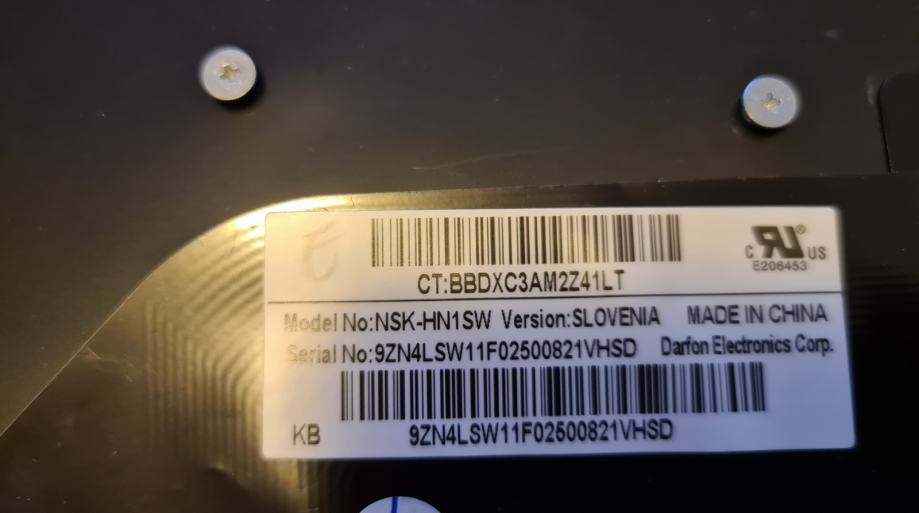 CT:BBDXC3AM2Z41LT
C RU ® US
E206453
Model No:NSK-HN1SW Version:SLOVENIA MADE IN CHINA
Serial No:9ZN4LSW11F02500821VHSD Darfon Electronics Corp.
KB 9ZN4LSW11F02500821VHSD